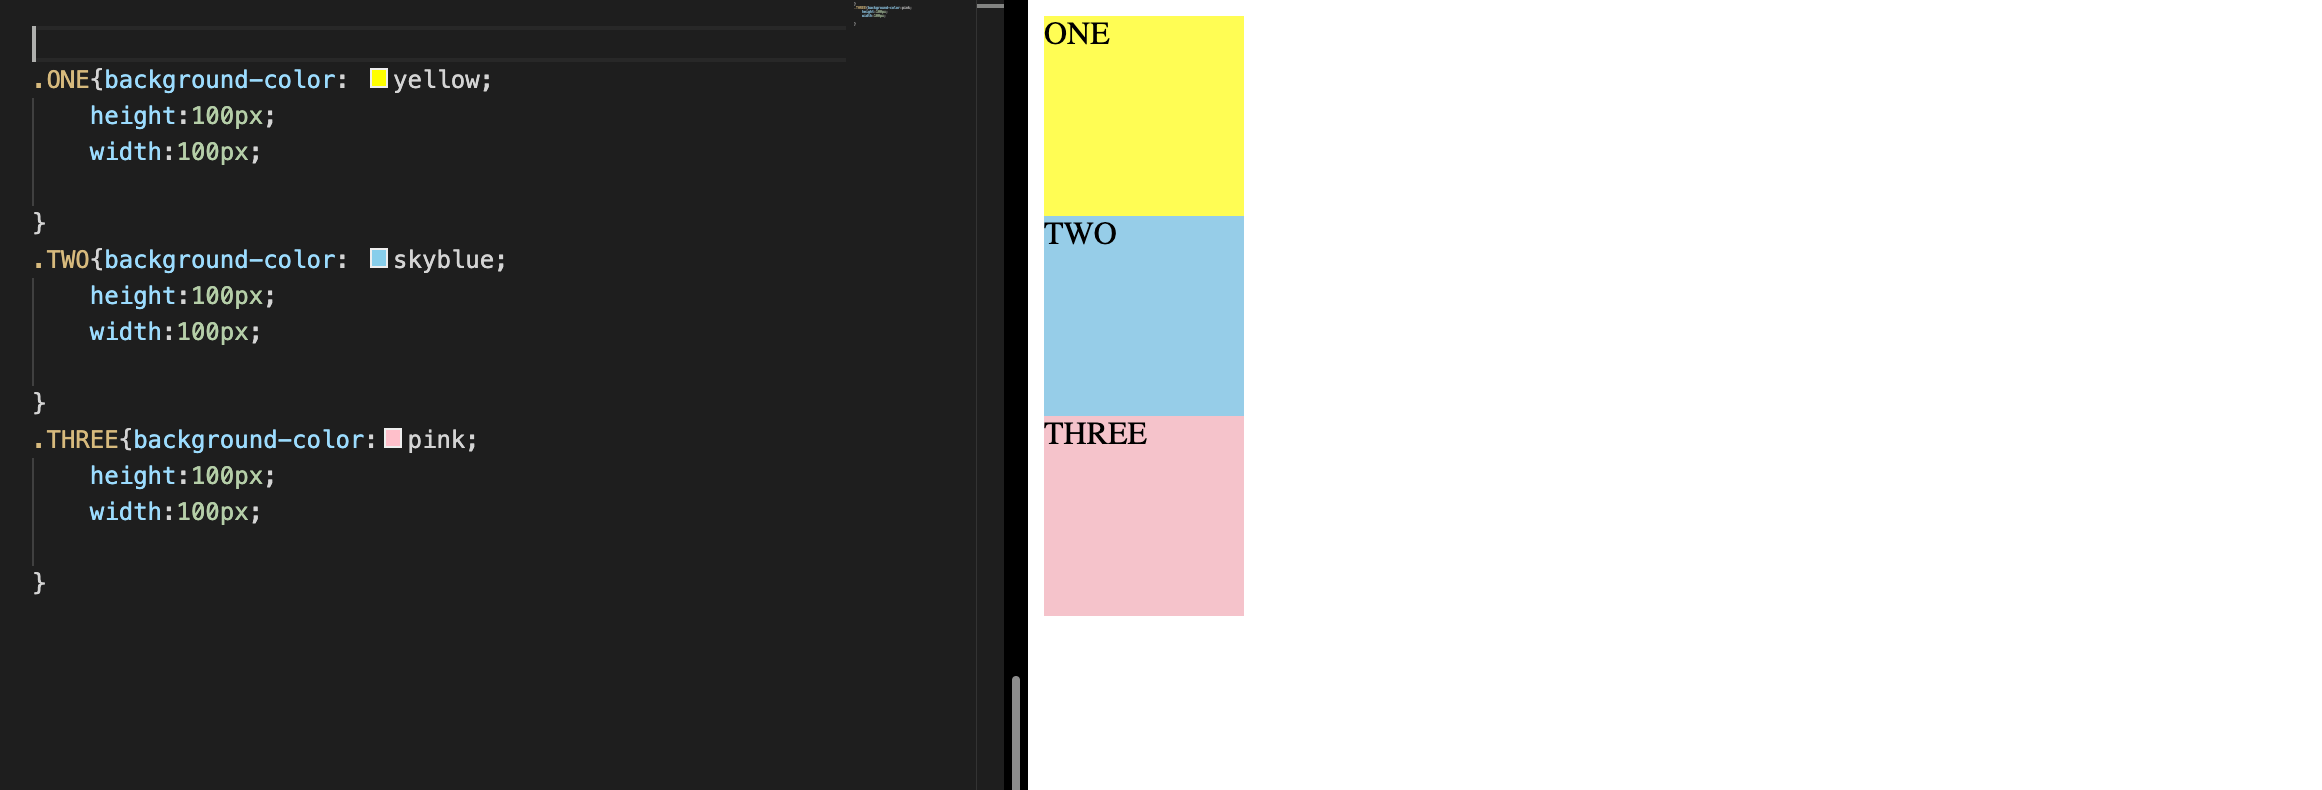 .ONE{background-color: yellow;
height:100px;
width:100px;
}
.TWO{background-color: skyblue;
height:100px;
width:100px;
}
.THREE{background-color:pink;
height:100px;
width:100px;
}
ONE
TWO
THREE